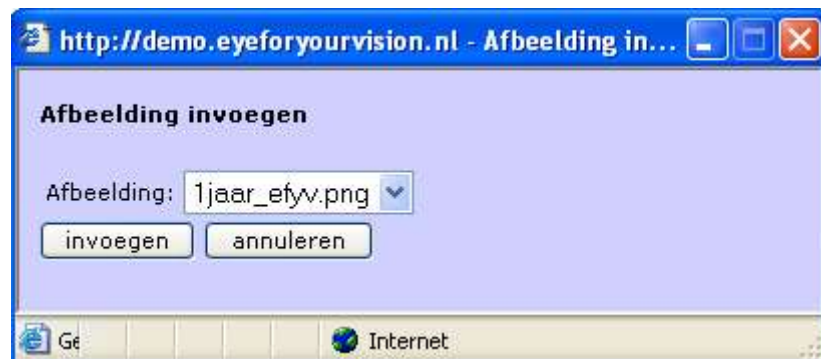 http://demo.eyeforyourvision.nl - Afbeelding in...
Afbeelding invoegen
Afbeelding: 1jaar_efyv.png
invoegen annuleren
Ge Internet